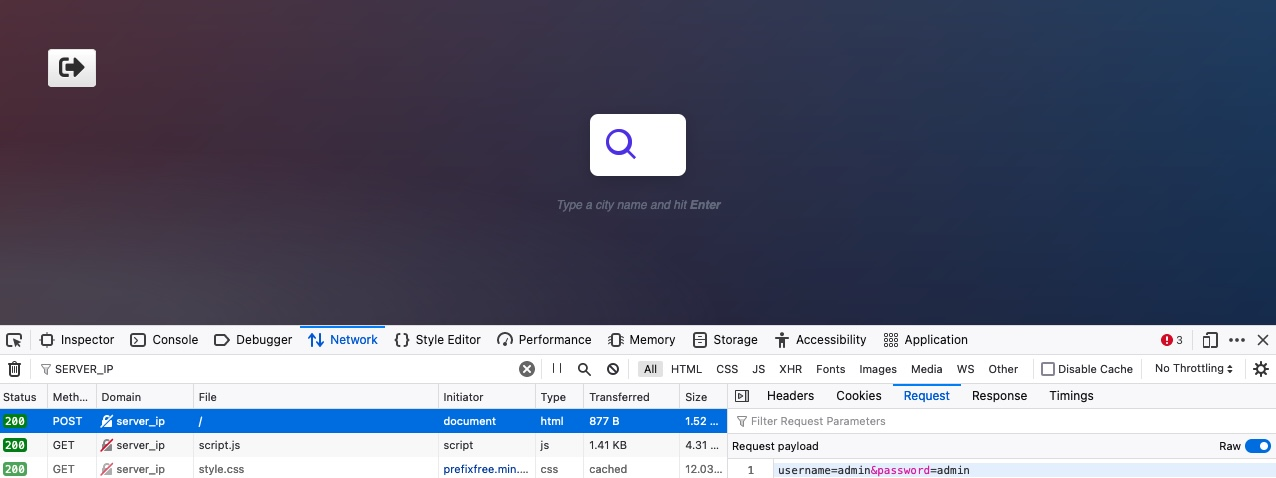 Type a city name and hit Enter
Inspector Console Debugger Network Style Editor Performance Memory Storage Accessibility Application 3
SERVER_IP All HTML CSS JS XHR Fonts Images Media WS Other Disable Cache No Throttling
Status Meth... Domain File Initiator Type Transferred Size
200 POST server_ip / document html 877 B 1.52 ...
200 GET server_ip script.js script js 1.41 KB 4.31 ...
200 GET server_ip style.css prefixfree.min.... css cached 12.03...
Headers Cookies Request Response Timings
Filter Request Parameters
Request payload Raw
1 username=admin&password=admin